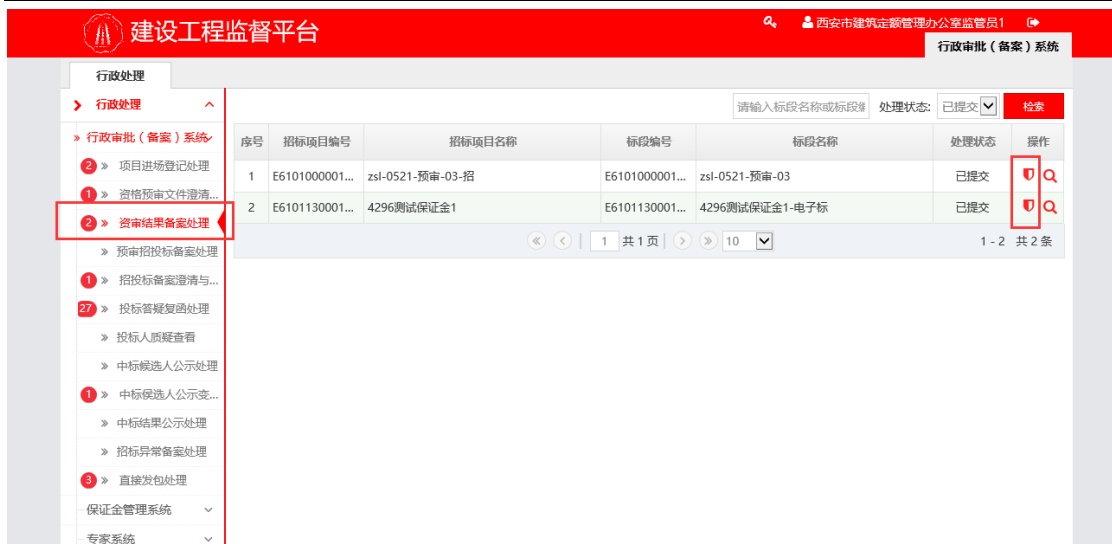 建设工程监督平台
西安市建筑定额管理办公室监管员1
行政审批（备案）系统
行政处理
行政处理
请输入标段名称或标段编 处理状态: 已提交 检索
行政审批（备案）系统
序号 招标项目编号 招标项目名称 标段编号 标段名称 处理状态 操作
2 项目进场登记处理
1 E6101000001... zsl-0521-预审-03-招 E6101000001... zsl-0521-预审-03 已提交
1 资格预审文件澄清...
2 E6101130001... 4296测试保证金1 E6101130001... 4296测试保证金1-电子标 已提交
2 资审结果备案处理
1 共1页 10 1 - 2 共2条
预审招投标备案处理
1 招投标备案澄清与...
27 投标答疑复函处理
投标人质疑查看
中标候选人公示处理
1 中标侯选人公示变...
中标结果公示处理
招标异常备案处理
3 直接发包处理
保证金管理系统
专家系统